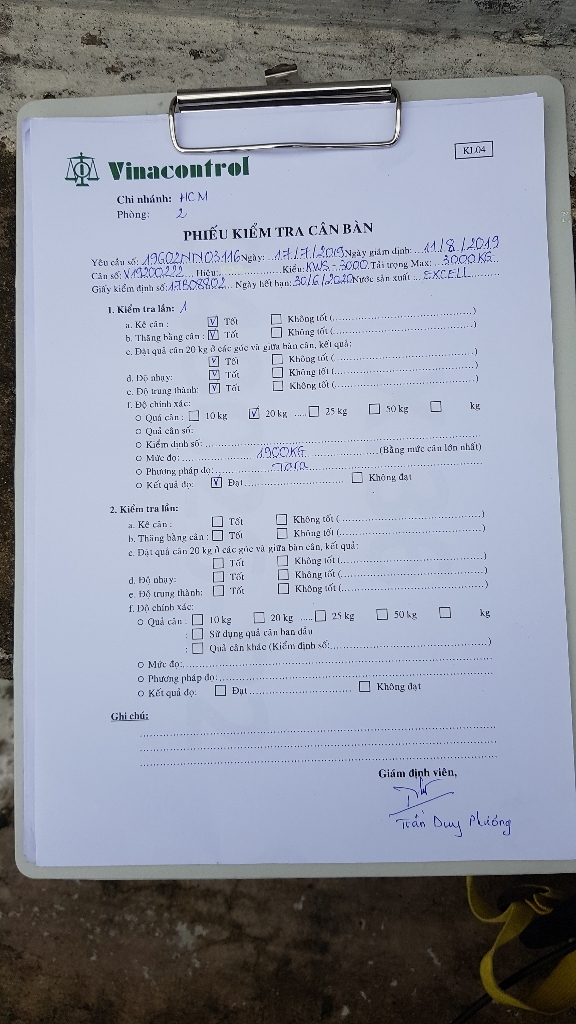 Vinacontrol
K1.04
Chi nhánh: HCM
Phòng: 2
PHIẾU KIỂM TRA CÂN BÀN
Yêu cầu số: 19G02NN03116 Ngày: 17/7/2019 Ngày giám định: 11/8/2019
Cân số: V19200222 Hiệu: Kiểu: KWS-3000 Tải trọng Max: 3000KG
Giấy kiểm định số: 17B08802 Ngày hết hạn: 30/6/2020 Nước sản xuất EXCELL
1. Kiểm tra lần: 1
a. Kê cân : V Tốt Không tốt (
b. Thăng bằng cân : V Tốt Không tốt (
c. Đặt quả cân 20 kg ở các góc và giữa bàn cân, kết quả:
V Tốt Không tốt (
d. Độ nhạy: V Tốt Không tốt (
e. Độ trung thành: V Tốt Không tốt (
f. Độ chính xác:
Quả cân : 10 kg V 20 kg 25 kg 50 kg kg
Quả cân số:
Kiểm định số:
Mức đo: 1900KG (Bằng mức cân lớn nhất)
Phương pháp đo: Tara
Kết quả đo: V Đạt Không đạt
2. Kiểm tra lần:
a. Kê cân : Tốt Không tốt (
b. Thăng bằng cân : Tốt Không tốt (
c. Đặt quả cân 20 kg ở các góc và giữa bàn cân, kết quả:
Tốt Không tốt (
d. Độ nhạy: Tốt Không tốt (
e. Độ trung thành: Tốt Không tốt (
f. Độ chính xác:
Quả cân : 10 kg 20 kg 25 kg 50 kg kg
: Sử dụng quả cân ban đầu
: Quả cân khác (Kiểm định số: )
Mức đo:
Phương pháp đo:
Kết quả đo: Đạt Không đạt
Ghi chú:
Giám định viên,
Trần Duy Phương